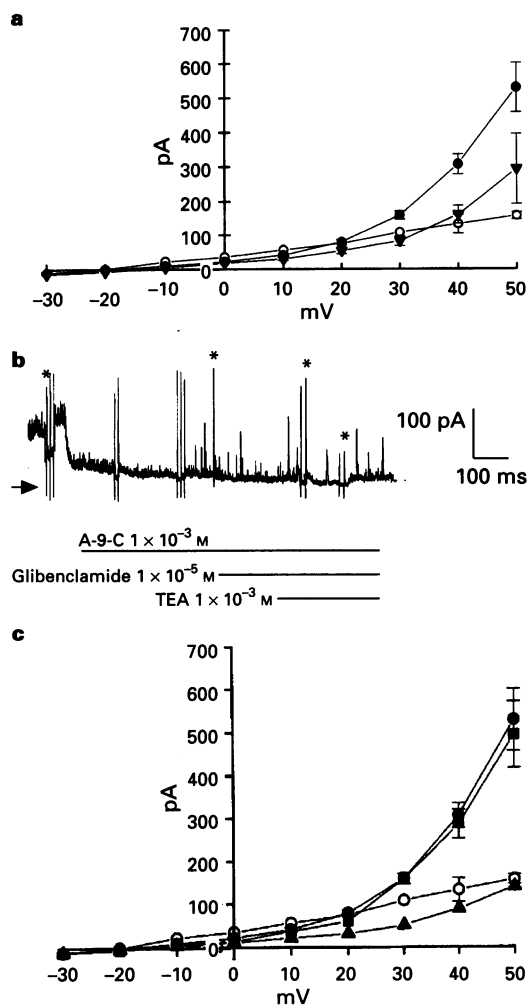 a
700
600
500
400
300
200
100
0
pA
−30 −20 −10 0 10 20 30 40 50
mV
b
* * * *
100 pA
100 ms
A-9-C 1 × 10⁻³ M
Glibenclamide 1 × 10⁻⁵ M
TEA 1 × 10⁻³ M
c
700
600
500
400
300
200
100
0
pA
−30 −20 −10 0 10 20 30 40 50
mV